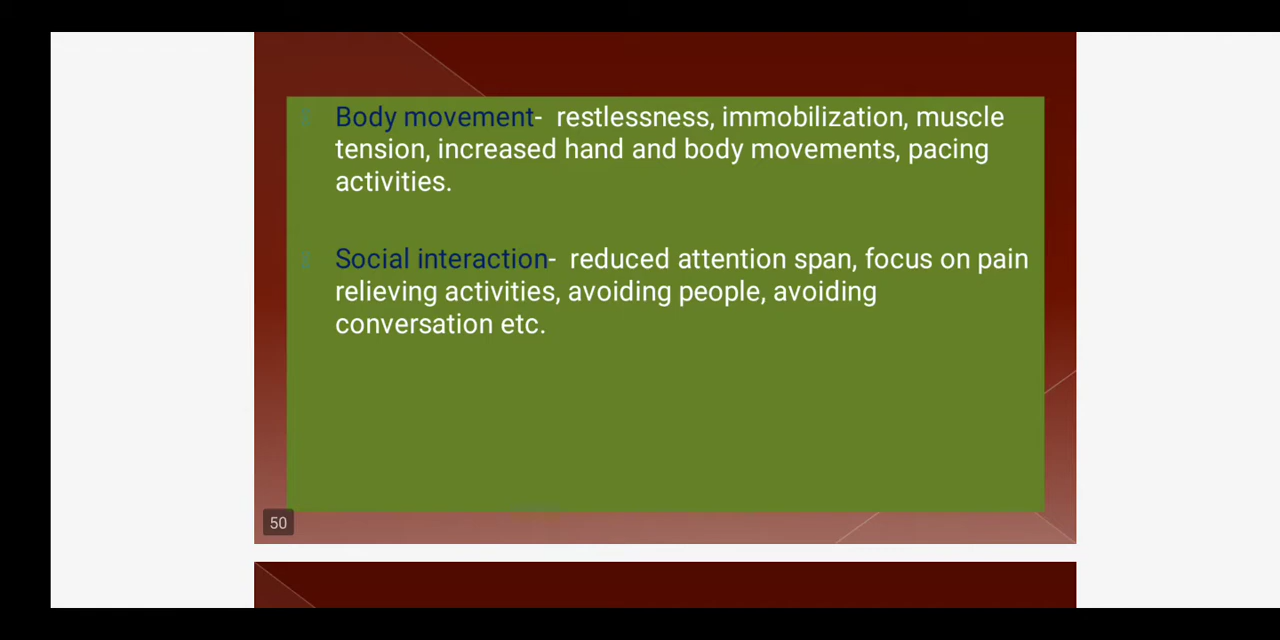 Body movement- restlessness, immobilization, muscle
tension, increased hand and body movements, pacing
activities.
Social interaction- reduced attention span, focus on pain
relieving activities, avoiding people, avoiding
conversation etc.
50